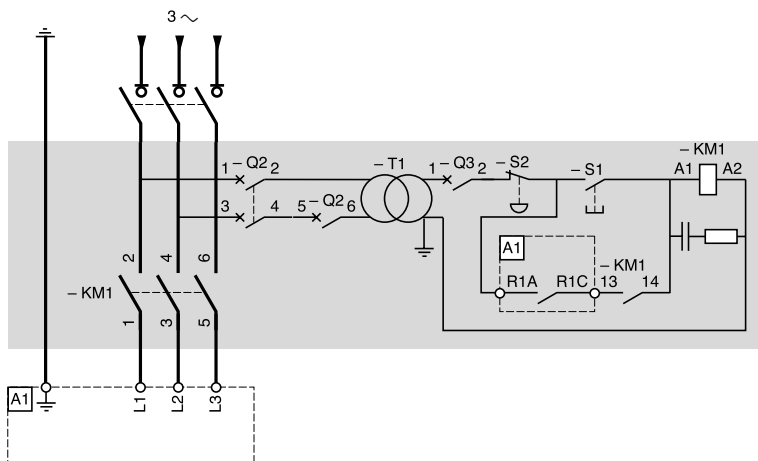 3 ~
1 – Q2 2
– T1
1 – Q3 2
– S2
– S1
– KM1
A1 A2
3 4 5 – Q2 6
2 4 6
A1
– KM1
R1A R1C 13 14
– KM1
1 3 5
A1
L1 L2 L3